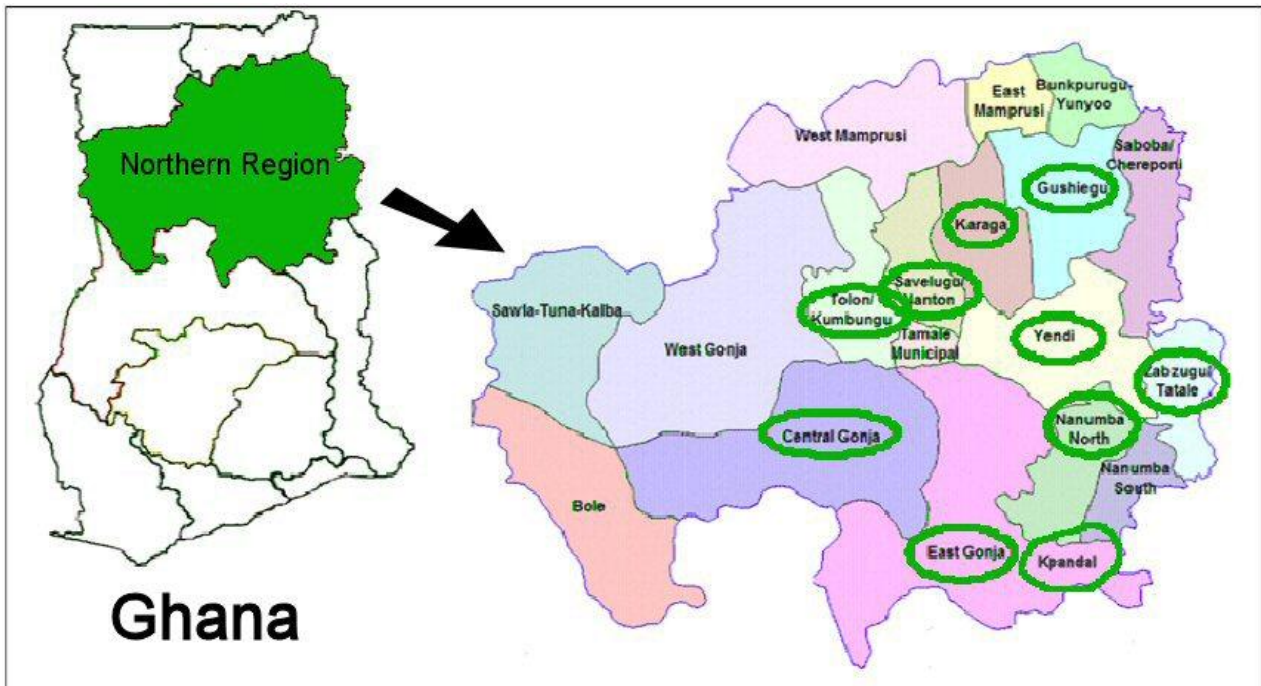 Northern Region
Ghana
East
Mamprusi
Bunkpurugu-
Yunyoo
West Mamprusi
Saboba/
Chereponi
Gushiegu
Karaga
Savelugu/
Nanton
Tolon/
Kumbungu
Sawla-Tuna-Kalba
West Gonja
Tamale
Municipal
Yendi
Zabzugu/
Tatale
Central Gonja
Nanumba
North
Nanumba
South
Bole
East Gonja
Kpandal